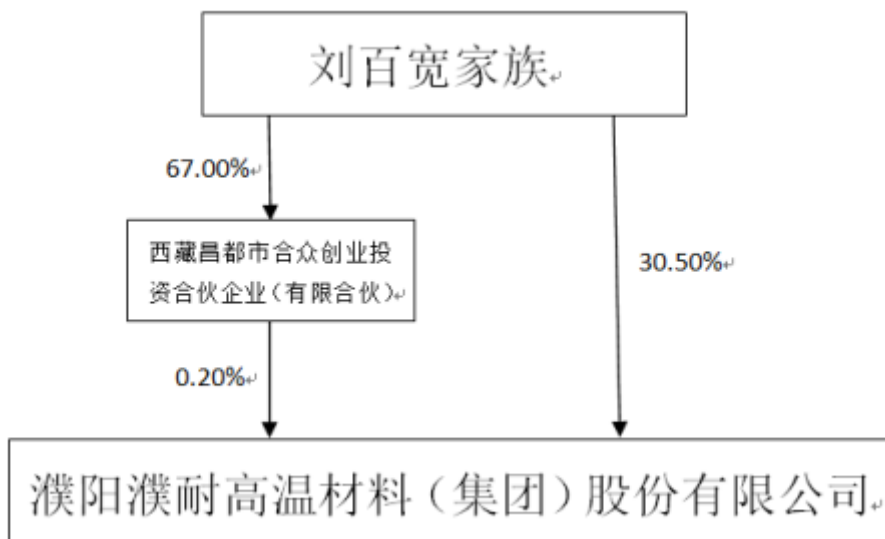 刘百宽家族
67.00%
西藏昌都市合众创业投
资合伙企业（有限合伙）
30.50%
0.20%
濮阳濮耐高温材料（集团）股份有限公司